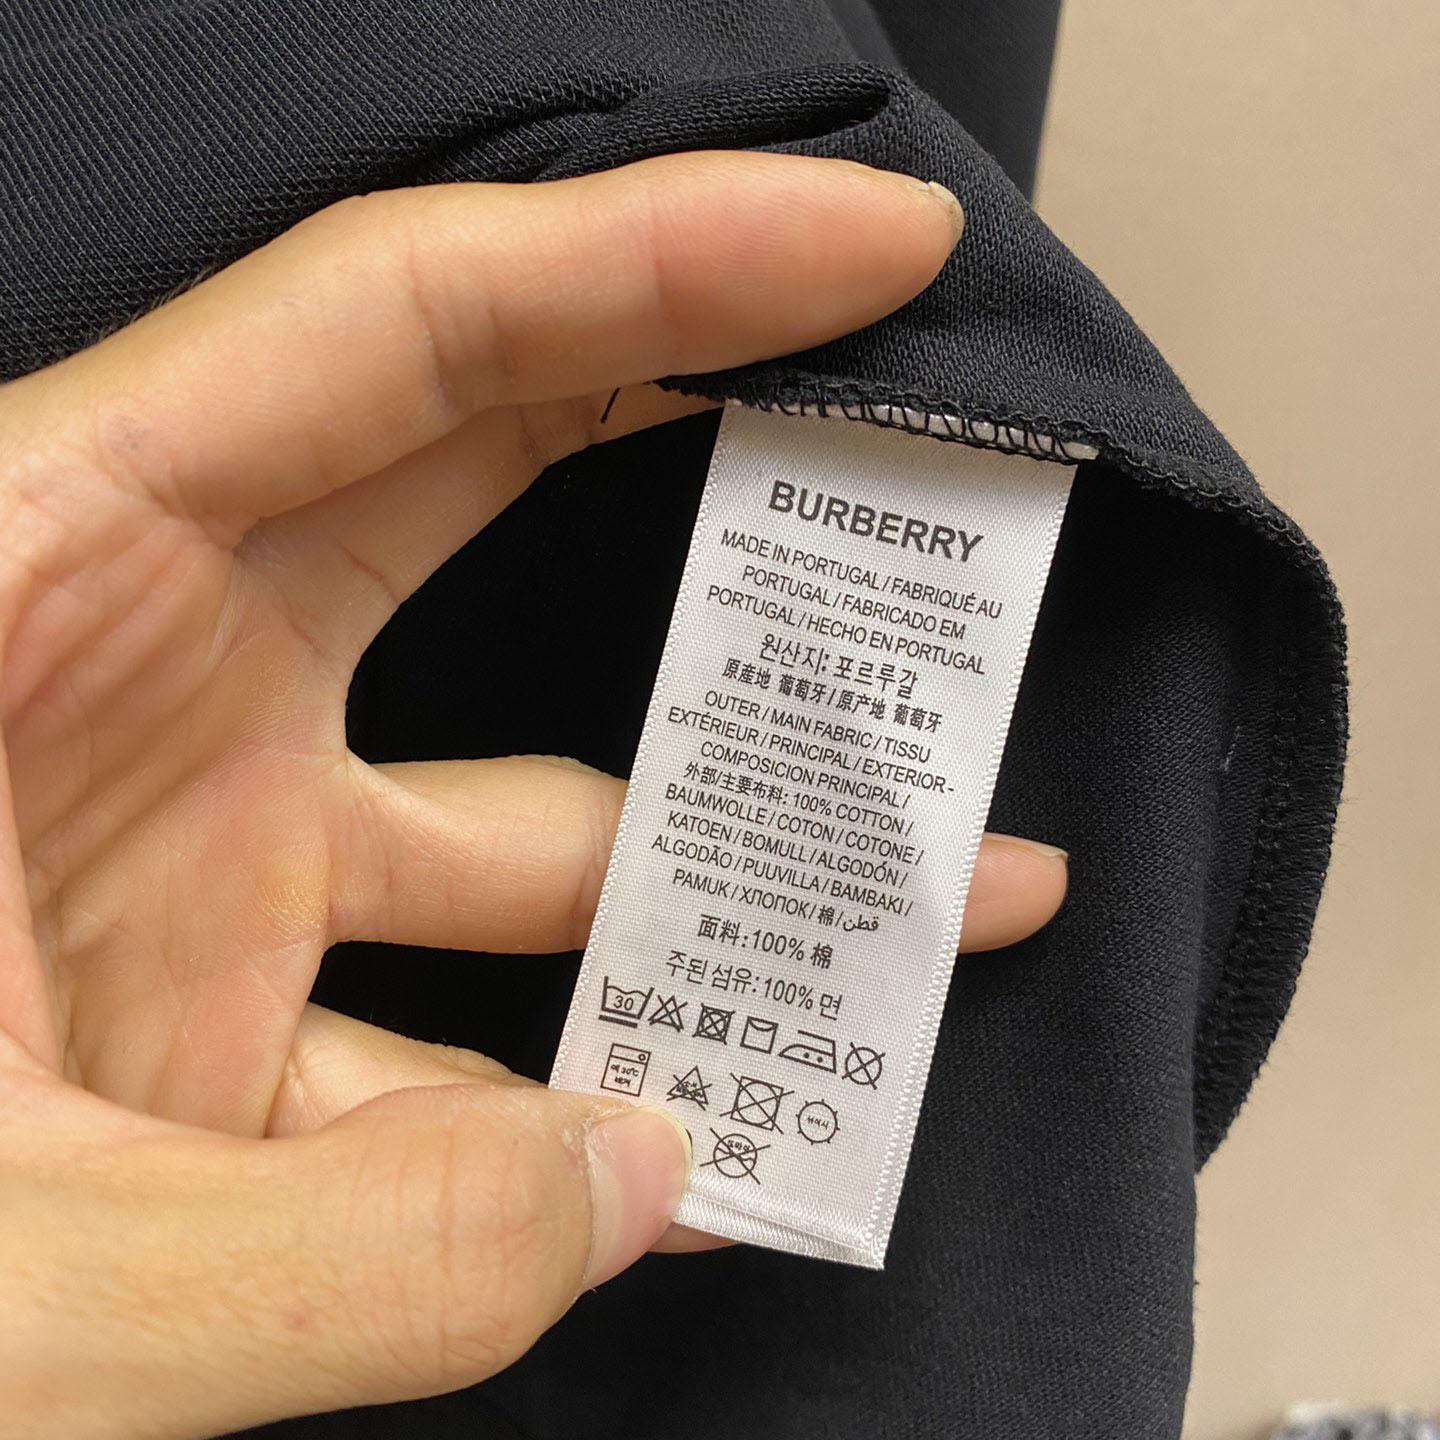 BURBERRY
MADE IN PORTUGAL / FABRIQUÉ AU
PORTUGAL / FABRICADO EM
PORTUGAL / HECHO EN PORTUGAL
원산지: 포르루갈
原産地 葡萄牙 / 原产地 葡萄牙
OUTER / MAIN FABRIC / TISSU
EXTÉRIEUR / PRINCIPAL / EXTERIOR-
COMPOSICION PRINCIPAL /
外部/主要布料: 100% COTTON /
BAUMWOLLE / COTON / COTONE /
KATOEN / BOMULL / ALGODÓN /
ALGODÃO / PUUVILLA / BAMBAKI /
PAMUK / ХЛОПОК / 棉 / قطن
面料: 100% 棉
주된 섬유: 100% 면
30
30℃